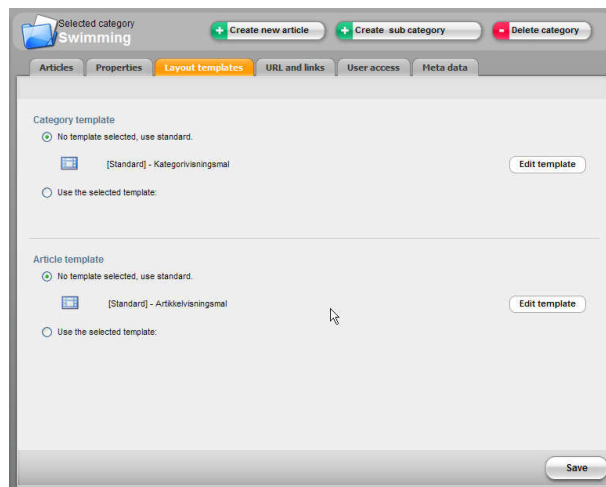 Selected category
Swimming
Create new article
Create sub category
Delete category
Articles
Properties
Layout templates
URL and links
User access
Meta data
Category template
No template selected, use standard.
[Standard] - Kategorivisningsmal
Edit template
Use the selected template:
Article template
No template selected, use standard.
[Standard] - Artikkelvisningsmal
Edit template
Use the selected template:
Save